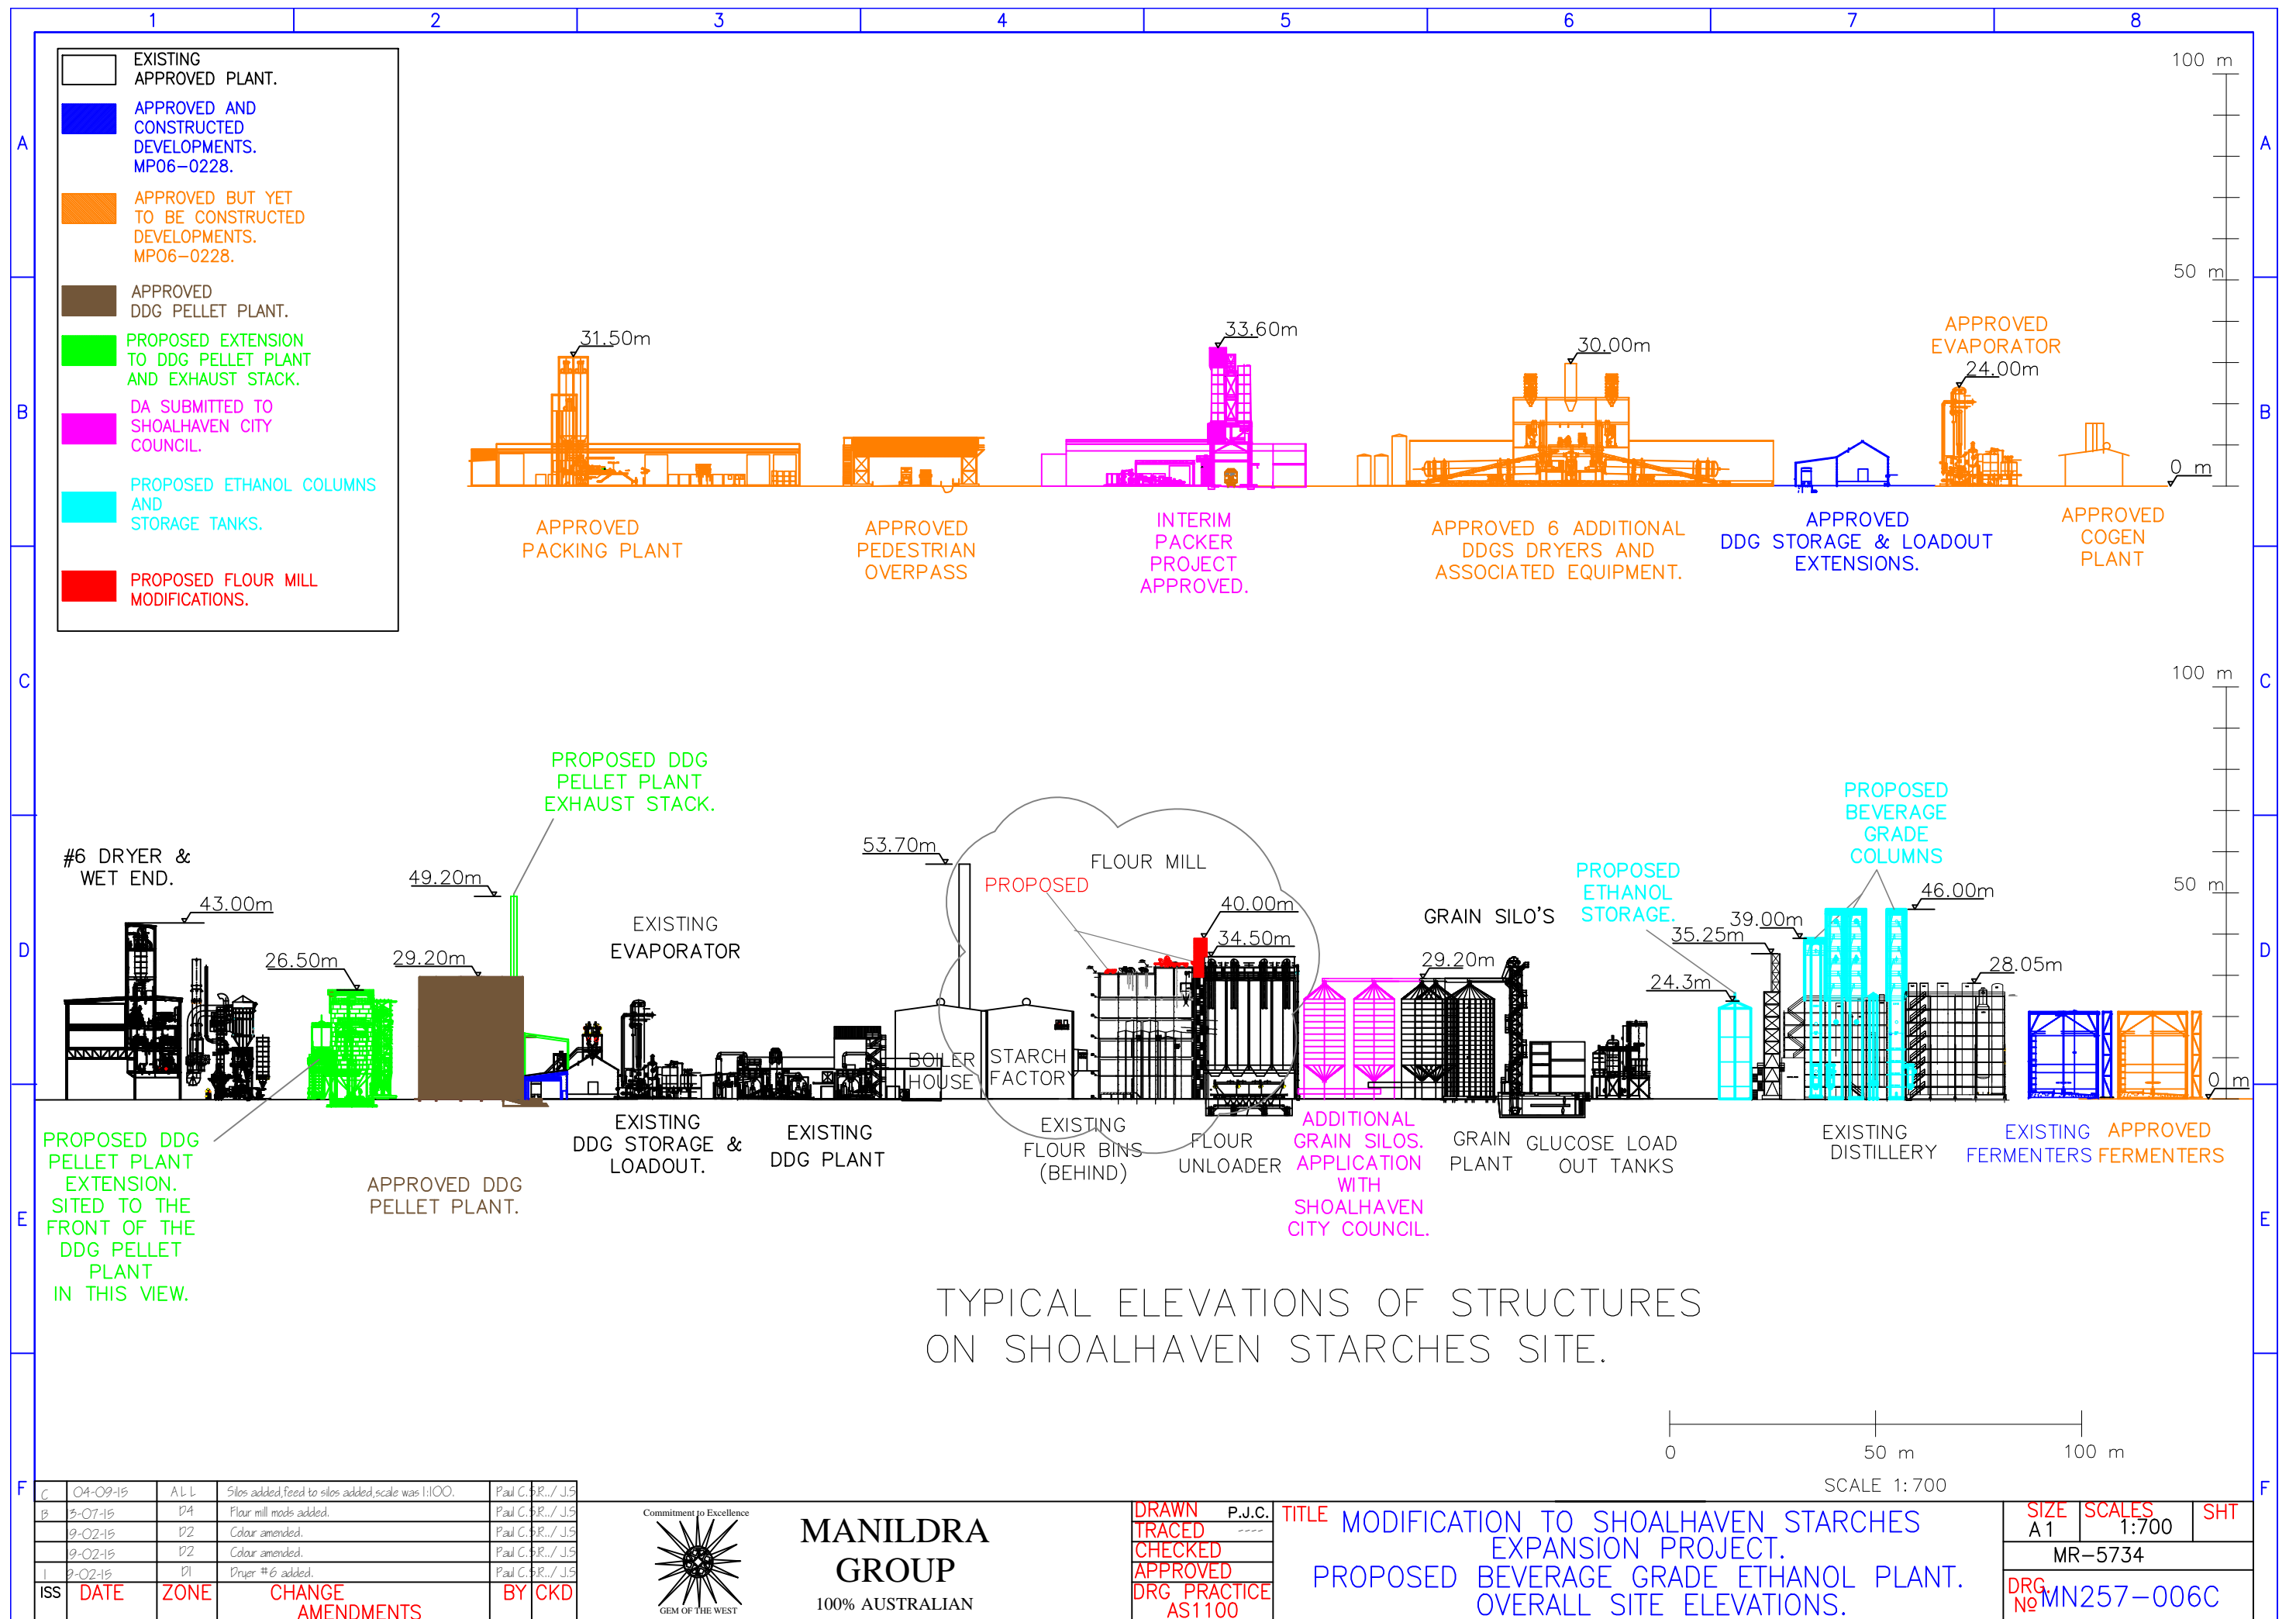 1 2 3 4 5 6 7 8
A A
B B
C C
D D
E E
F F
EXISTING
APPROVED PLANT.
APPROVED AND
CONSTRUCTED
DEVELOPMENTS.
MP06-0228.
APPROVED BUT YET
TO BE CONSTRUCTED
DEVELOPMENTS.
MP06-0228.
APPROVED
DDG PELLET PLANT.
PROPOSED EXTENSION
TO DDG PELLET PLANT
AND EXHAUST STACK.
DA SUBMITTED TO
SHOALHAVEN CITY
COUNCIL.
PROPOSED ETHANOL COLUMNS
AND
STORAGE TANKS.
PROPOSED FLOUR MILL
MODIFICATIONS.
100 m
50 m
0 m
31.50m
33.60m
30.00m
APPROVED
EVAPORATOR
24.00m
APPROVED
PACKING PLANT
APPROVED
PEDESTRIAN
OVERPASS
INTERIM
PACKER
PROJECT
APPROVED.
APPROVED 6 ADDITIONAL
DDGS DRYERS AND
ASSOCIATED EQUIPMENT.
APPROVED
DDG STORAGE & LOADOUT
EXTENSIONS.
APPROVED
COGEN
PLANT
100 m
50 m
0 m
#6 DRYER &
WET END.
43.00m
26.50m
PROPOSED DDG
PELLET PLANT
EXHAUST STACK.
49.20m
29.20m
EXISTING
EVAPORATOR
53.70m
FLOUR MILL
PROPOSED
40.00m
34.50m
GRAIN SILO'S
29.20m
PROPOSED
ETHANOL
STORAGE.
24.3m
35.25m
39.00m
PROPOSED
BEVERAGE
GRADE
COLUMNS
46.00m
28.05m
BOILER
HOUSE
STARCH
FACTORY
PROPOSED DDG
PELLET PLANT
EXTENSION.
SITED TO THE
FRONT OF THE
DDG PELLET
PLANT
IN THIS VIEW.
APPROVED DDG
PELLET PLANT.
EXISTING
DDG STORAGE &
LOADOUT.
EXISTING
DDG PLANT
EXISTING
FLOUR BINS
(BEHIND)
FLOUR
UNLOADER
ADDITIONAL
GRAIN SILOS.
APPLICATION
WITH
SHOALHAVEN
CITY COUNCIL.
GRAIN
PLANT
GLUCOSE LOAD
OUT TANKS
EXISTING
DISTILLERY
EXISTING
FERMENTERS
APPROVED
FERMENTERS
TYPICAL ELEVATIONS OF STRUCTURES
ON SHOALHAVEN STARCHES SITE.
0 50 m 100 m
SCALE 1:700
C 04-09-15 ALL Silos added,feed to silos added,scale was 1:100. Paul C. S.R../ J.S
B 3-07-15 D4 Flour mill mods added. Paul C. S.R../ J.S
9-02-15 D2 Colour amended. Paul C. S.R../ J.S
9-02-15 D2 Colour amended. Paul C. S.R../ J.S
1 9-02-15 D1 Dryer #6 added. Paul C. S.R../ J.S
ISS DATE ZONE CHANGE BY CKD
AMENDMENTS
Commitment to Excellence
GEM OF THE WEST
MANILDRA
GROUP
100% AUSTRALIAN
DRAWN P.J.C.
TRACED ----
CHECKED
APPROVED
DRG PRACTICE
AS1100
TITLE MODIFICATION TO SHOALHAVEN STARCHES
EXPANSION PROJECT.
PROPOSED BEVERAGE GRADE ETHANOL PLANT.
OVERALL SITE ELEVATIONS.
SIZE A1
SCALES 1:700
SHT
MR-5734
DRG. Nº MN257-006C